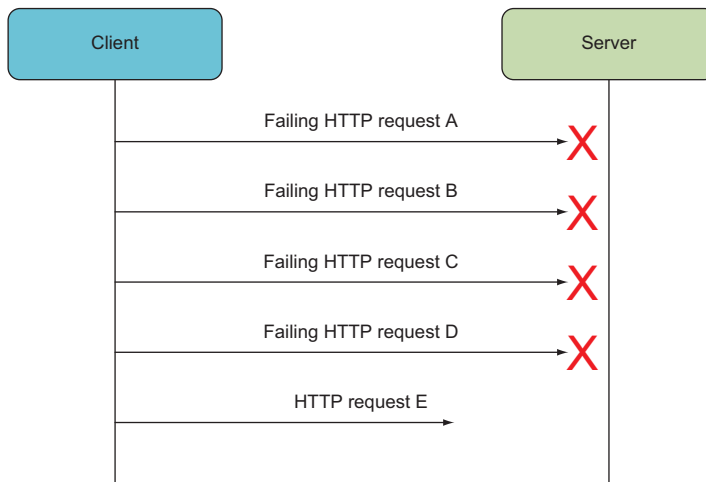 Client
Server
Failing HTTP request A
Failing HTTP request B
Failing HTTP request C
Failing HTTP request D
HTTP request E